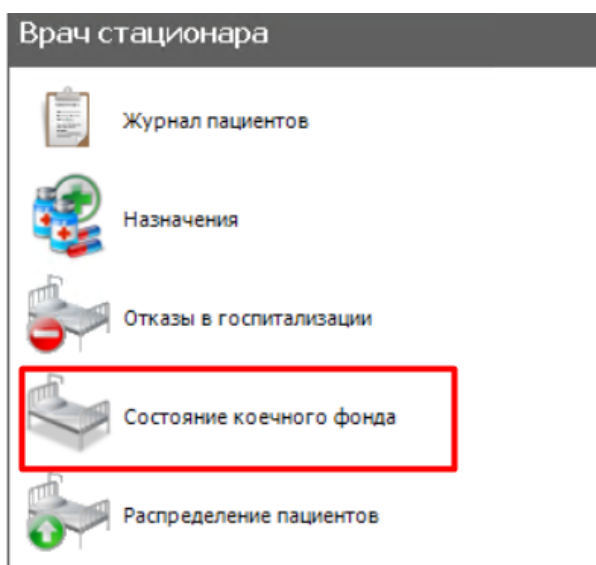 Врач стационара
Журнал пациентов
Назначения
Отказы в госпитализации
Состояние коечного фонда
Распределение пациентов